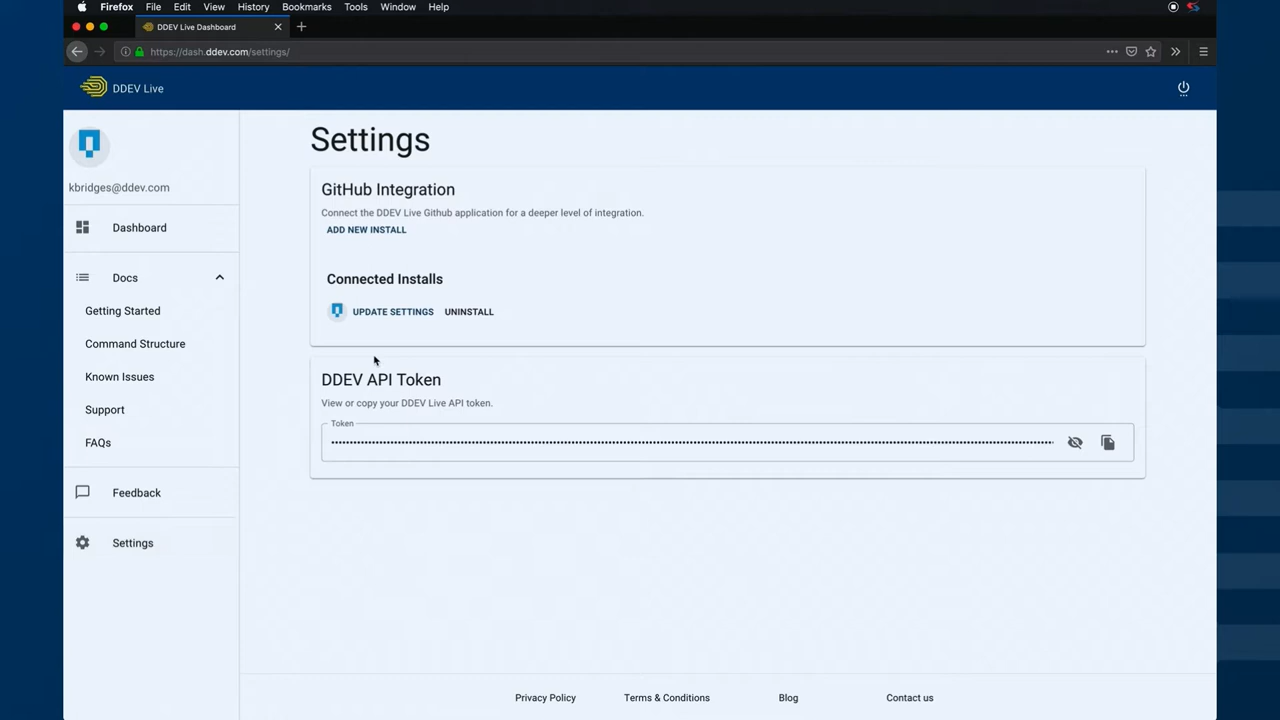 Firefox File Edit View History Bookmarks Tools Window Help
DDEV Live Dashboard
https://dash.ddev.com/settings/
DDEV Live
kbridges@ddev.com
Dashboard
Docs
Getting Started
Command Structure
Known Issues
Support
FAQs
Feedback
Settings
Settings
GitHub Integration
Connect the DDEV Live Github application for a deeper level of integration.
ADD NEW INSTALL
Connected Installs
UPDATE SETTINGS UNINSTALL
DDEV API Token
View or copy your DDEV Live API token.
Token
Privacy Policy Terms & Conditions Blog Contact us